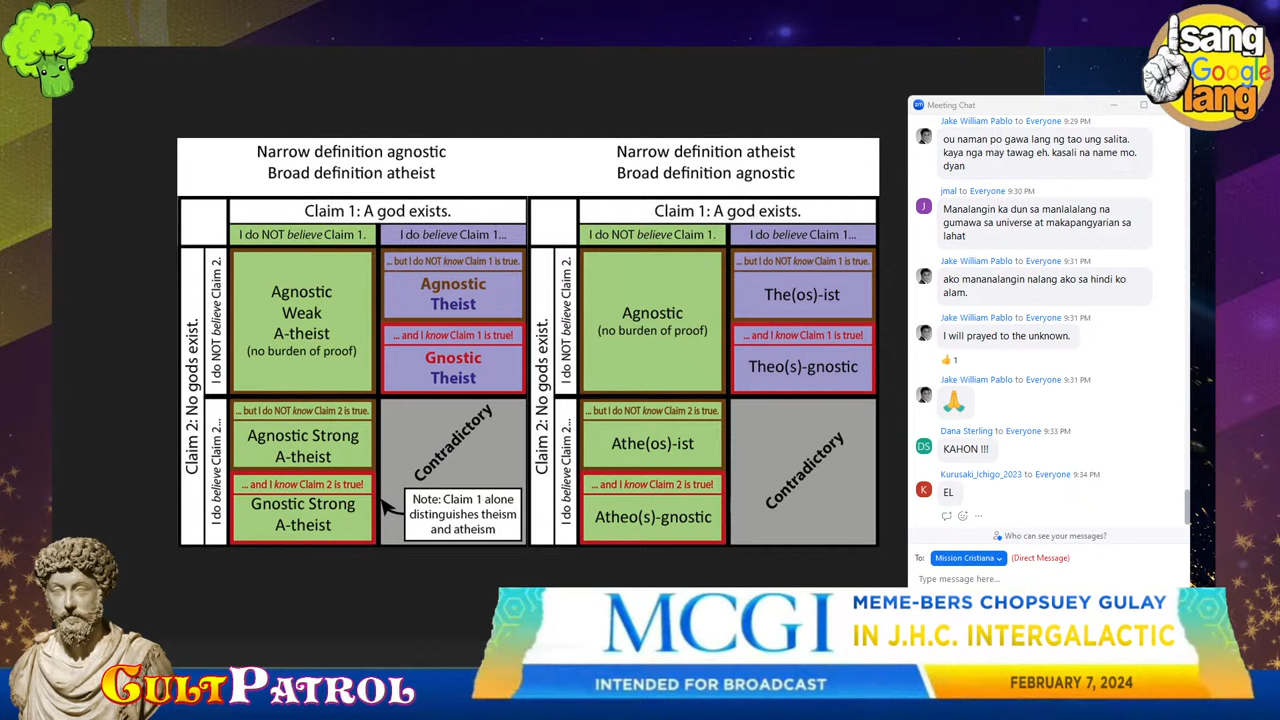 Isang
Google
lang
Narrow definition agnostic
Broad definition atheist
Narrow definition atheist
Broad definition agnostic
Claim 1: A god exists.
I do NOT believe Claim 1.
I do believe Claim 1...
Claim 2: No gods exist.
I do NOT believe Claim 2.
I do believe Claim 2...
Agnostic
Weak
A-theist
(no burden of proof)
... but I do NOT know Claim 1 is true.
Agnostic
Theist
... and I know Claim 1 is true!
Gnostic
Theist
... but I do NOT know Claim 2 is true.
Agnostic Strong
A-theist
... and I know Claim 2 is true!
Gnostic Strong
A-theist
Contradictory
Note: Claim 1 alone
distinguishes theism
and atheism
Claim 1: A god exists.
I do NOT believe Claim 1.
I do believe Claim 1...
Claim 2: No gods exist.
I do NOT believe Claim 2.
I do believe Claim 2...
Agnostic
(no burden of proof)
... but I do NOT know Claim 1 is true.
The(os)-ist
... and I know Claim 1 is true!
Theo(s)-gnostic
... but I do NOT know Claim 2 is true.
Athe(os)-ist
... and I know Claim 2 is true!
Atheo(s)-gnostic
Contradictory
zm Meeting Chat
Jake William Pablo to Everyone 9:29 PM
ou naman po gawa lang ng tao ung salita.
kaya nga may tawag eh. kasali na name mo.
dyan
jmal to Everyone 9:30 PM
J
Manalangin ka dun sa manlalalang na
gumawa sa universe at makapangyarian sa
lahat
Jake William Pablo to Everyone 9:31 PM
ako mananalangin nalang ako sa hindi ko
alam.
Jake William Pablo to Everyone 9:31 PM
I will prayed to the unknown.
👍 1
Jake William Pablo to Everyone 9:31 PM
🙏
Dana Sterling to Everyone 9:33 PM
DS
KAHON !!!
Kurusaki_Ichigo_2023 to Everyone 9:34 PM
K
EL
Who can see your messages?
To: Mission Cristiana (Direct Message)
Type message here...
MCGI
MEME-BERS CHOPSUEY GULAY
IN J.H.C. INTERGALACTIC
INTENDED FOR BROADCAST
FEBRUARY 7, 2024
CULTPATROL